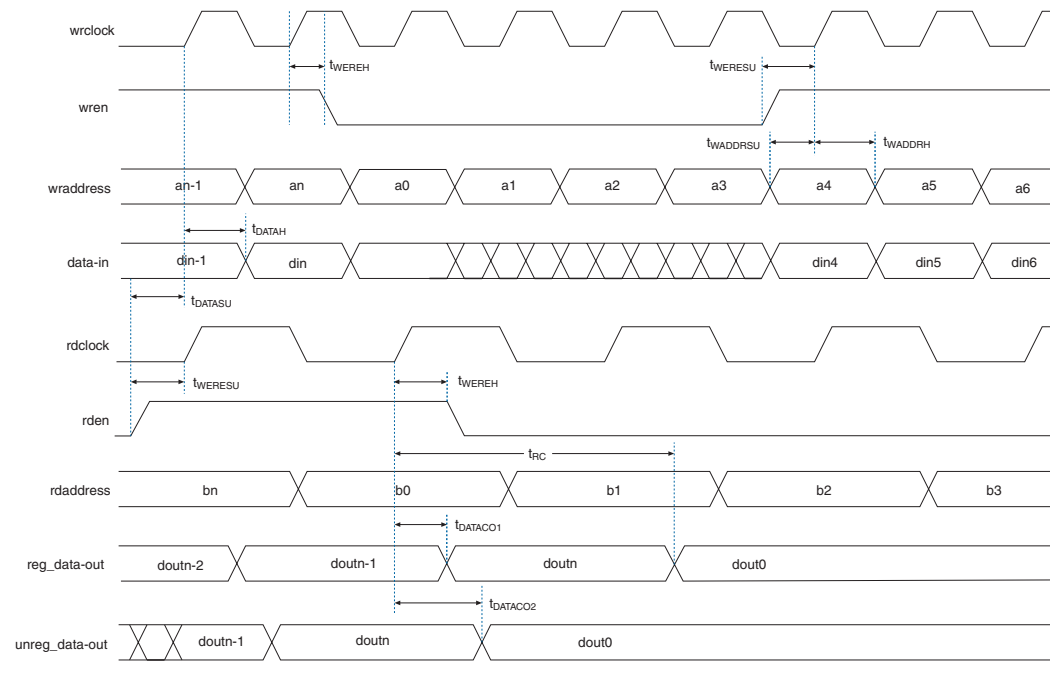 wrclock
tWEREH
tWERESU
wren
tWADDRSU
tWADDRH
wraddress an-1 an a0 a1 a2 a3 a4 a5 a6
tDATAH
data-in din-1 din din4 din5 din6
tDATASU
rdclock
tWERESU
tWEREH
rden
tRC
rdaddress bn b0 b1 b2 b3
tDATACO1
reg_data-out doutn-2 doutn-1 doutn dout0
tDATACO2
unreg_data-out doutn-1 doutn dout0